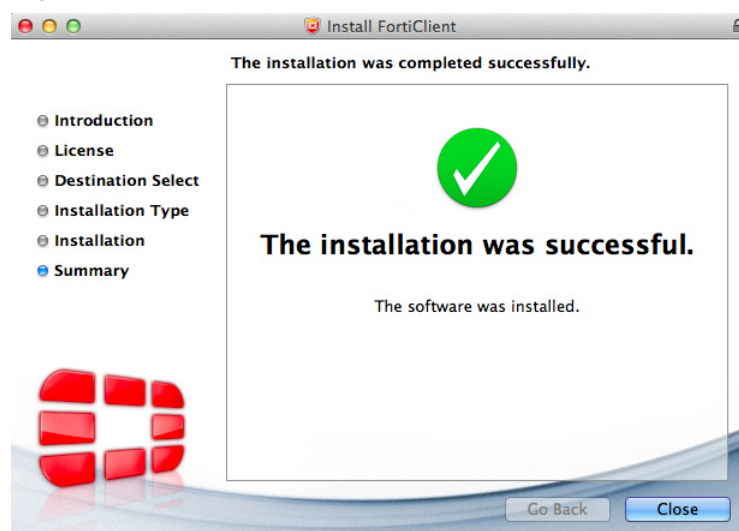 Install FortiClient
The installation was completed successfully.
Introduction
License
Destination Select
Installation Type
Installation
Summary
The installation was successful.
The software was installed.
Go Back
Close